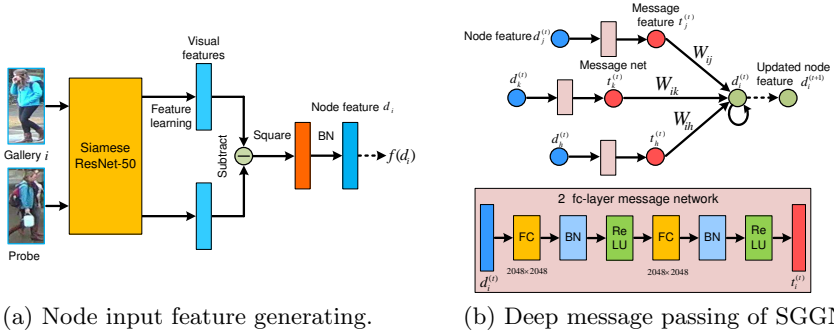 Visual
features
Gallery i
Probe
Siamese
ResNet-50
Feature
learning
Subtract
Square
BN
Node feature d_i
f(d_i)
(a) Node input feature generating.
Message
feature t_j^(t)
Node feature d_j^(t)
Message net
W_ij
d_k^(t)
t_k^(t)
W_ik
d_i^(t)
Updated node
feature d_i^(t+1)
d_h^(t)
t_h^(t)
W_ih
2 fc-layer message network
FC
BN
Re
LU
FC
BN
Re
LU
2048×2048
2048×2048
d_i^(t)
t_i^(t)
(b) Deep message passing of SGGN